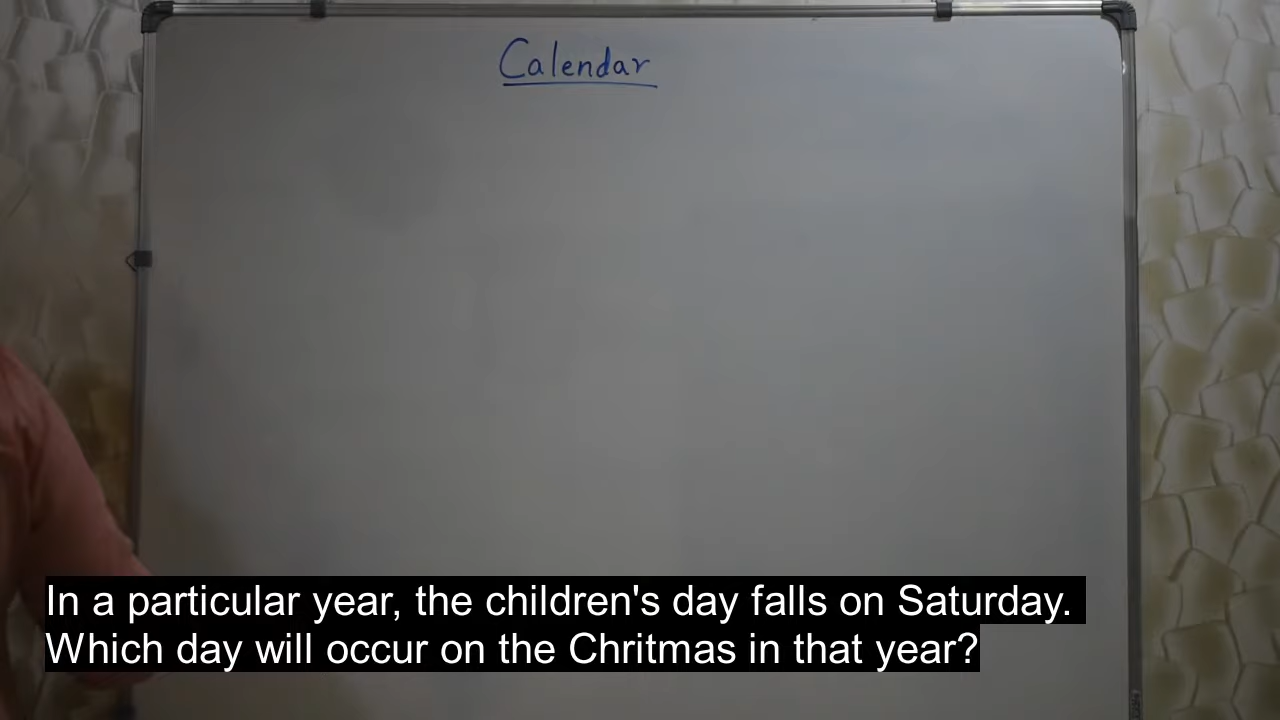 Calendar
In a particular year, the children's day falls on Saturday.
Which day will occur on the Chritmas in that year?